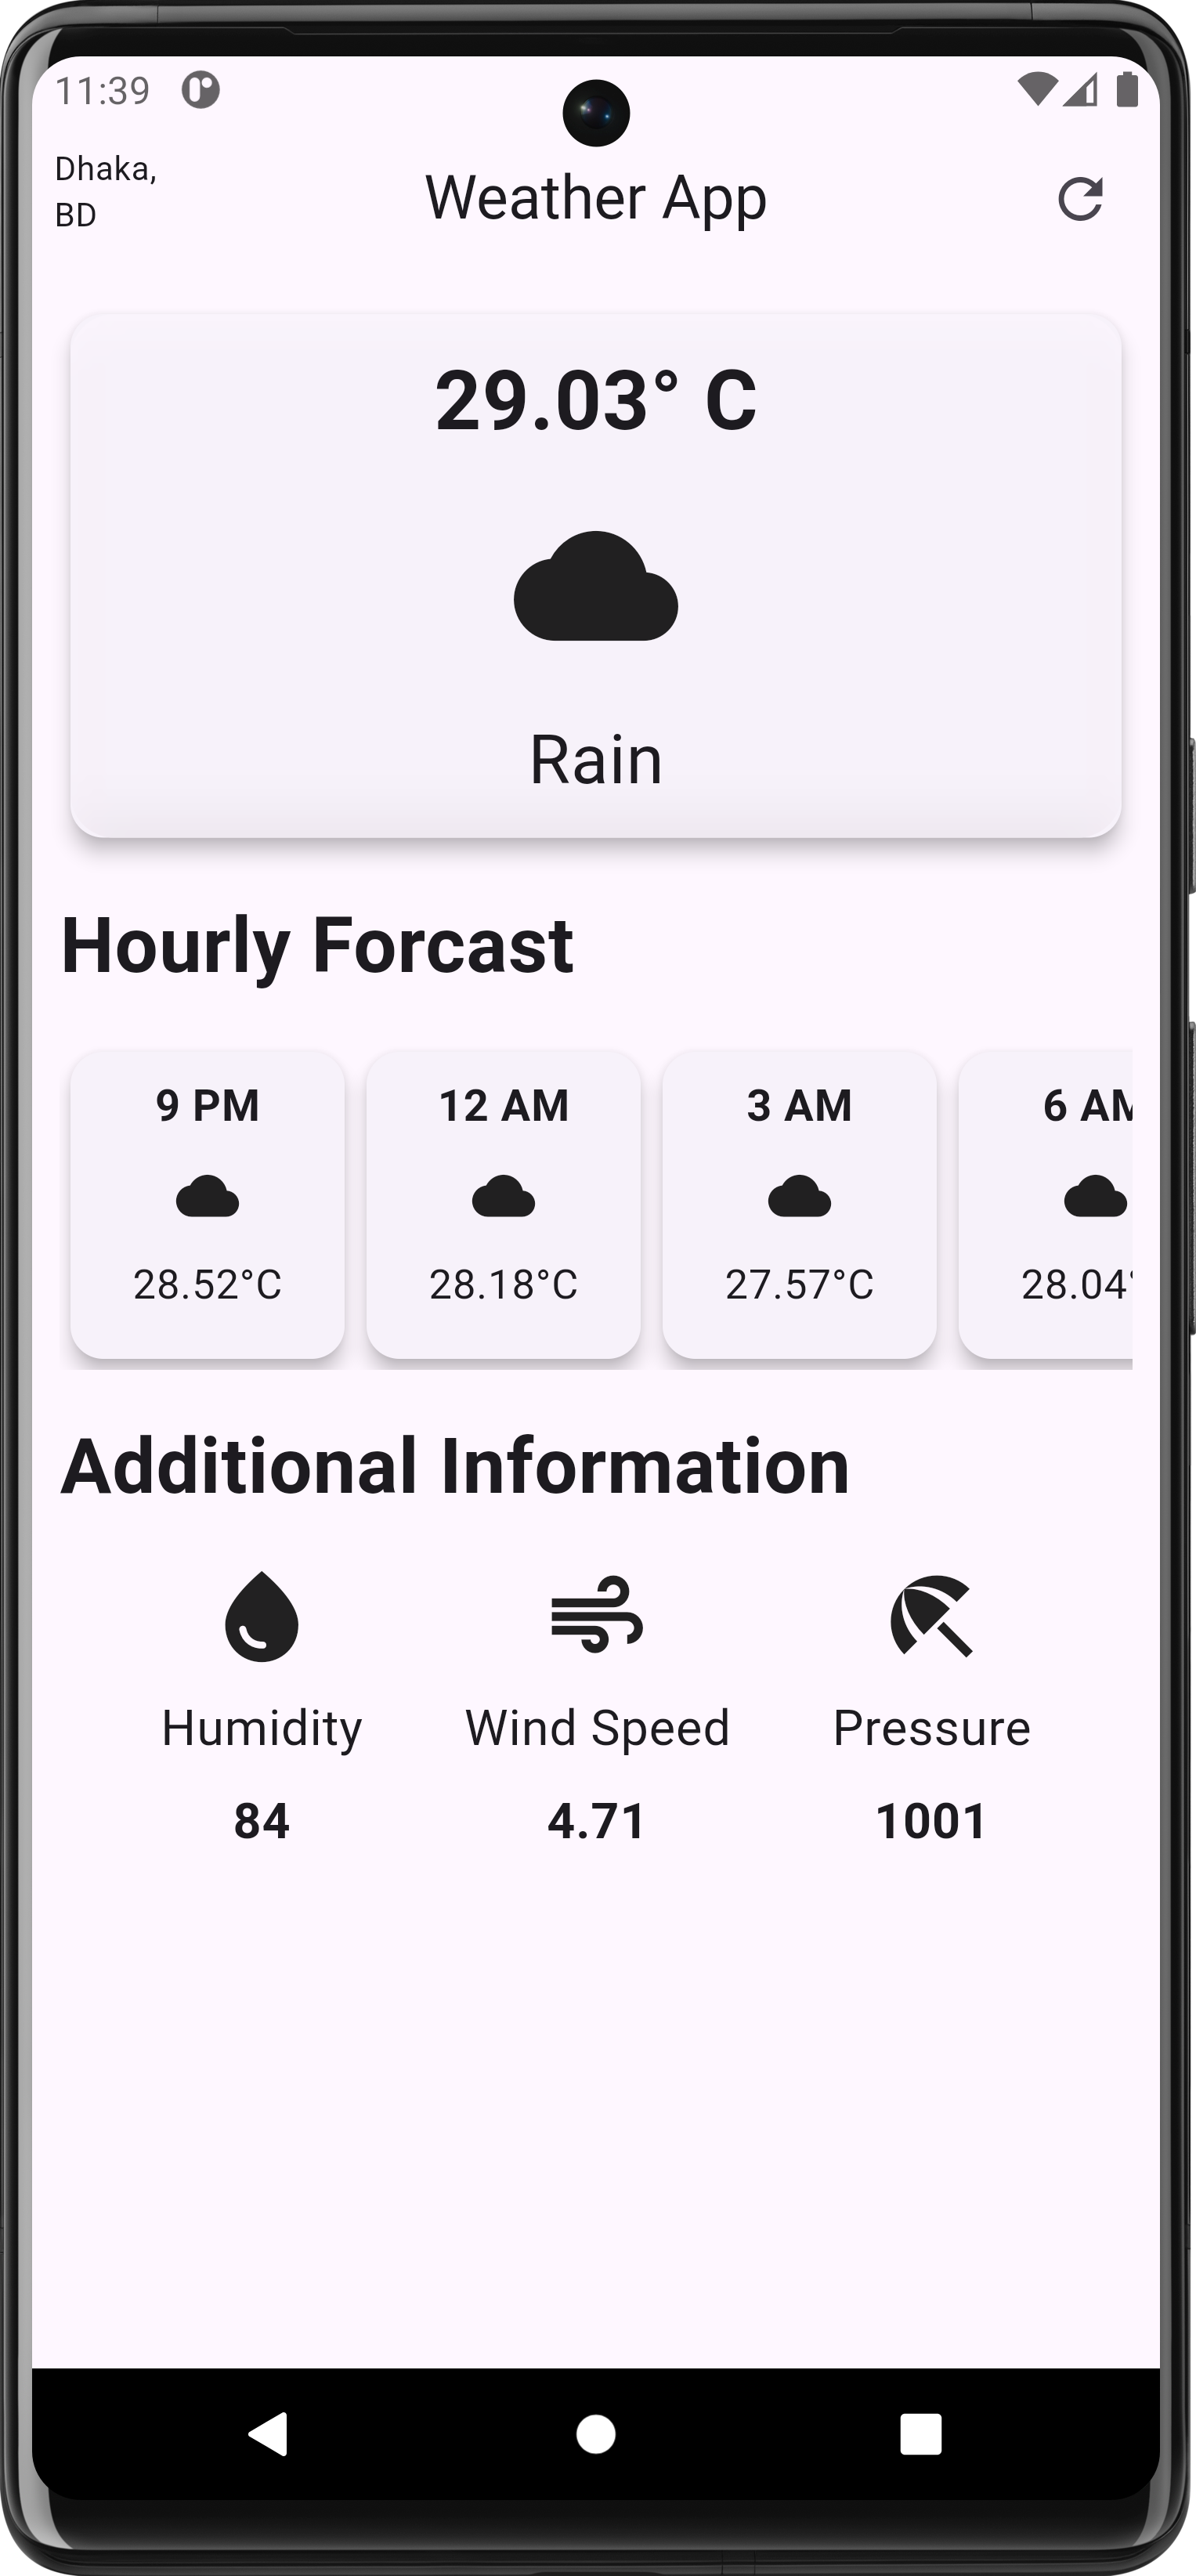 11:39
Dhaka,
BD
Weather App
29.03° C
Rain
Hourly Forcast
9 PM 12 AM 3 AM 6 AM
28.52°C 28.18°C 27.57°C 28.04°
Additional Information
Humidity Wind Speed Pressure
84 4.71 1001